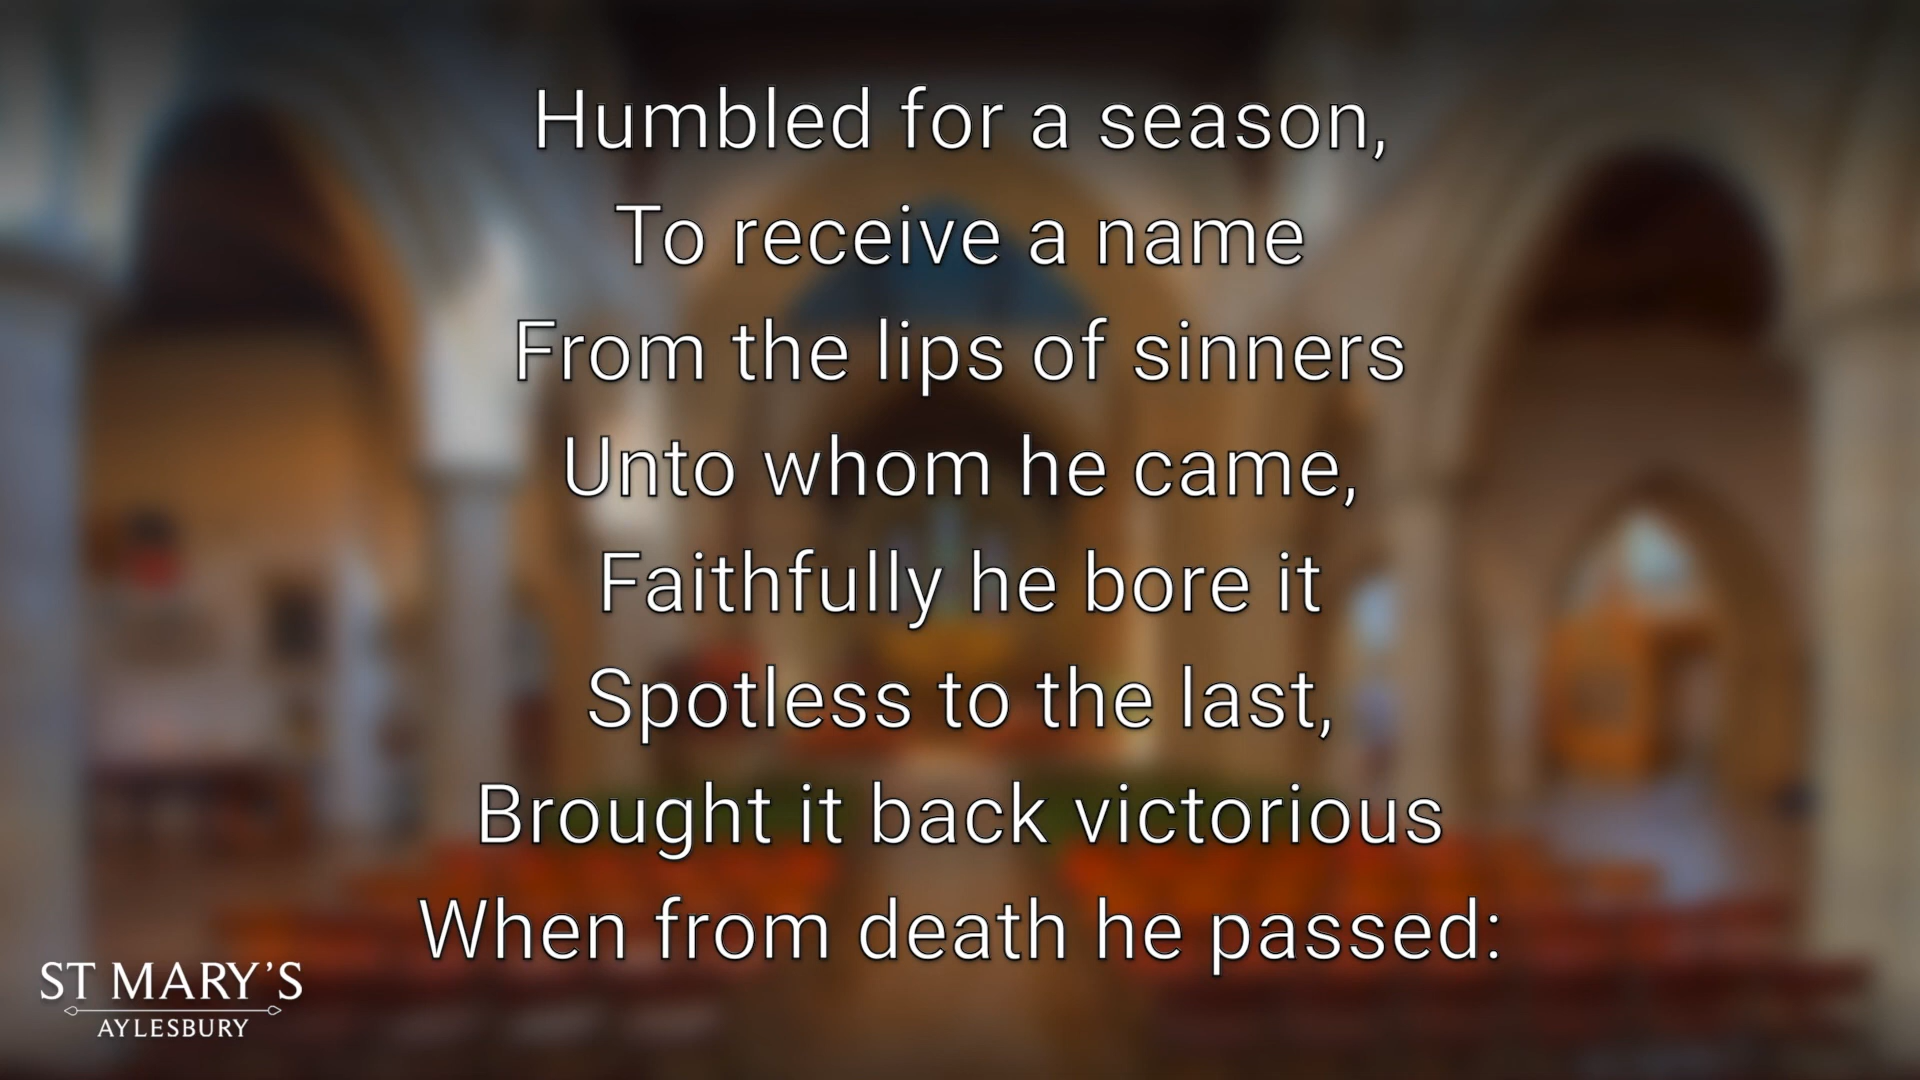 Humbled for a season,
To receive a name
From the lips of sinners
Unto whom he came,
Faithfully he bore it
Spotless to the last,
Brought it back victorious
When from death he passed:
ST MARY'S
AYLESBURY